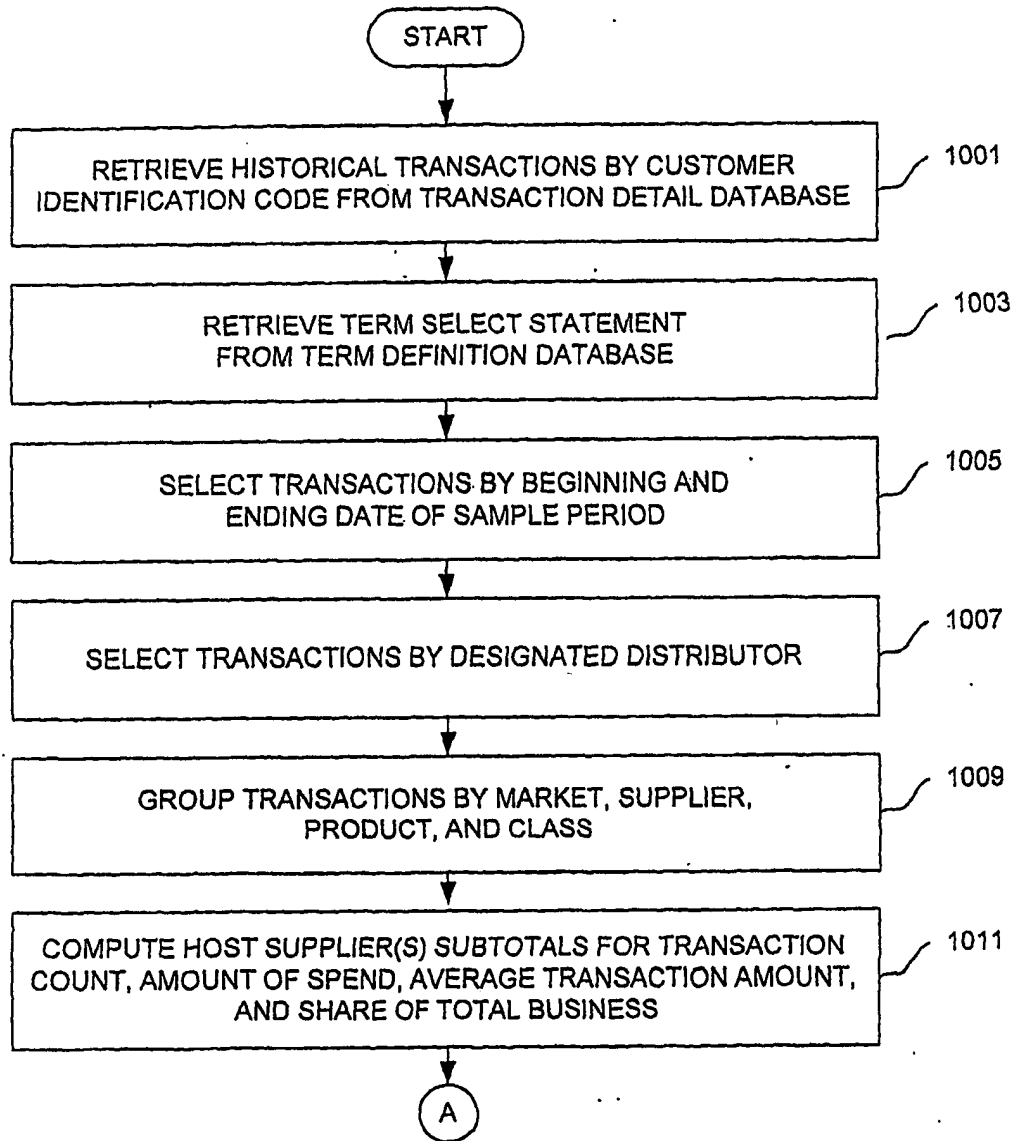 START
RETRIEVE HISTORICAL TRANSACTIONS BY CUSTOMER
IDENTIFICATION CODE FROM TRANSACTION DETAIL DATABASE
1001
RETRIEVE TERM SELECT STATEMENT
FROM TERM DEFINITION DATABASE
1003
SELECT TRANSACTIONS BY BEGINNING AND
ENDING DATE OF SAMPLE PERIOD
1005
SELECT TRANSACTIONS BY DESIGNATED DISTRIBUTOR
1007
GROUP TRANSACTIONS BY MARKET, SUPPLIER,
PRODUCT, AND CLASS
1009
COMPUTE HOST SUPPLIER(S) SUBTOTALS FOR TRANSACTION
COUNT, AMOUNT OF SPEND, AVERAGE TRANSACTION AMOUNT,
AND SHARE OF TOTAL BUSINESS
1011
A